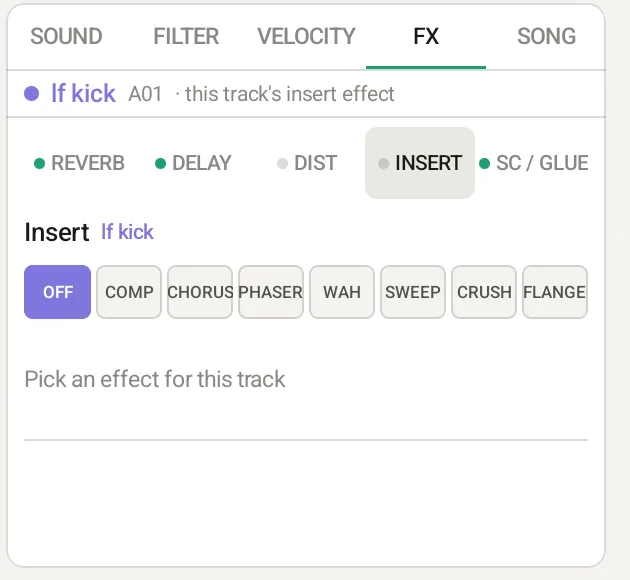 SOUND FILTER VELOCITY FX SONG
lf kick A01 · this track's insert effect
REVERB DELAY DIST INSERT SC / GLUE
Insert lf kick
OFF COMP CHORUS PHASER WAH SWEEP CRUSH FLANGE
Pick an effect for this track